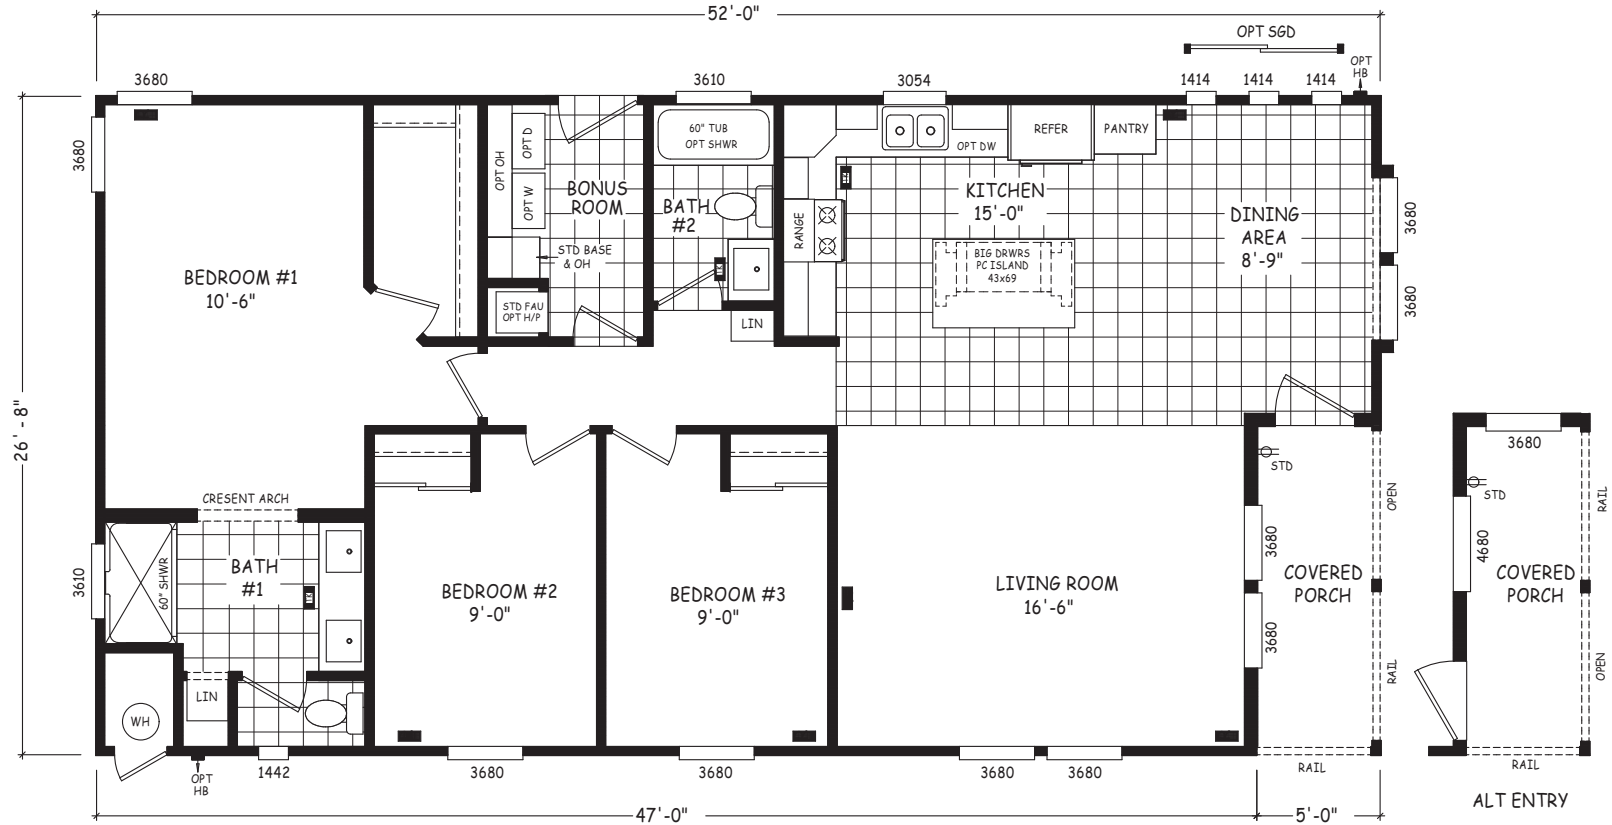 52'-0"
OPT SGD
OPT
HB
3680
3610
3054
1414
1414
1414
3680
60" TUB
OPT SHWR
OPT D
OPT OH
OPT W
BONUS
ROOM
STD BASE
& OH
STD FAU
OPT H/P
BATH
#2
LIN
RANGE
OPT DW
REFER
PANTRY
KITCHEN
15'-0"
BIG DRWRS
PC ISLAND
43x69
DINING
AREA
8'-9"
3680
3680
BEDROOM #1
10'-6"
26'-8"
CRESENT ARCH
BATH
#1
60" SHWR
3610
LIN
WH
OPT
HB
1442
BEDROOM #2
9'-0"
3680
BEDROOM #3
9'-0"
3680
LIVING ROOM
16'-6"
3680
3680
STD
3680
3680
COVERED
PORCH
OPEN
RAIL
RAIL
3680
STD
4680
COVERED
PORCH
RAIL
OPEN
RAIL
ALT ENTRY
47'-0"
5'-0"